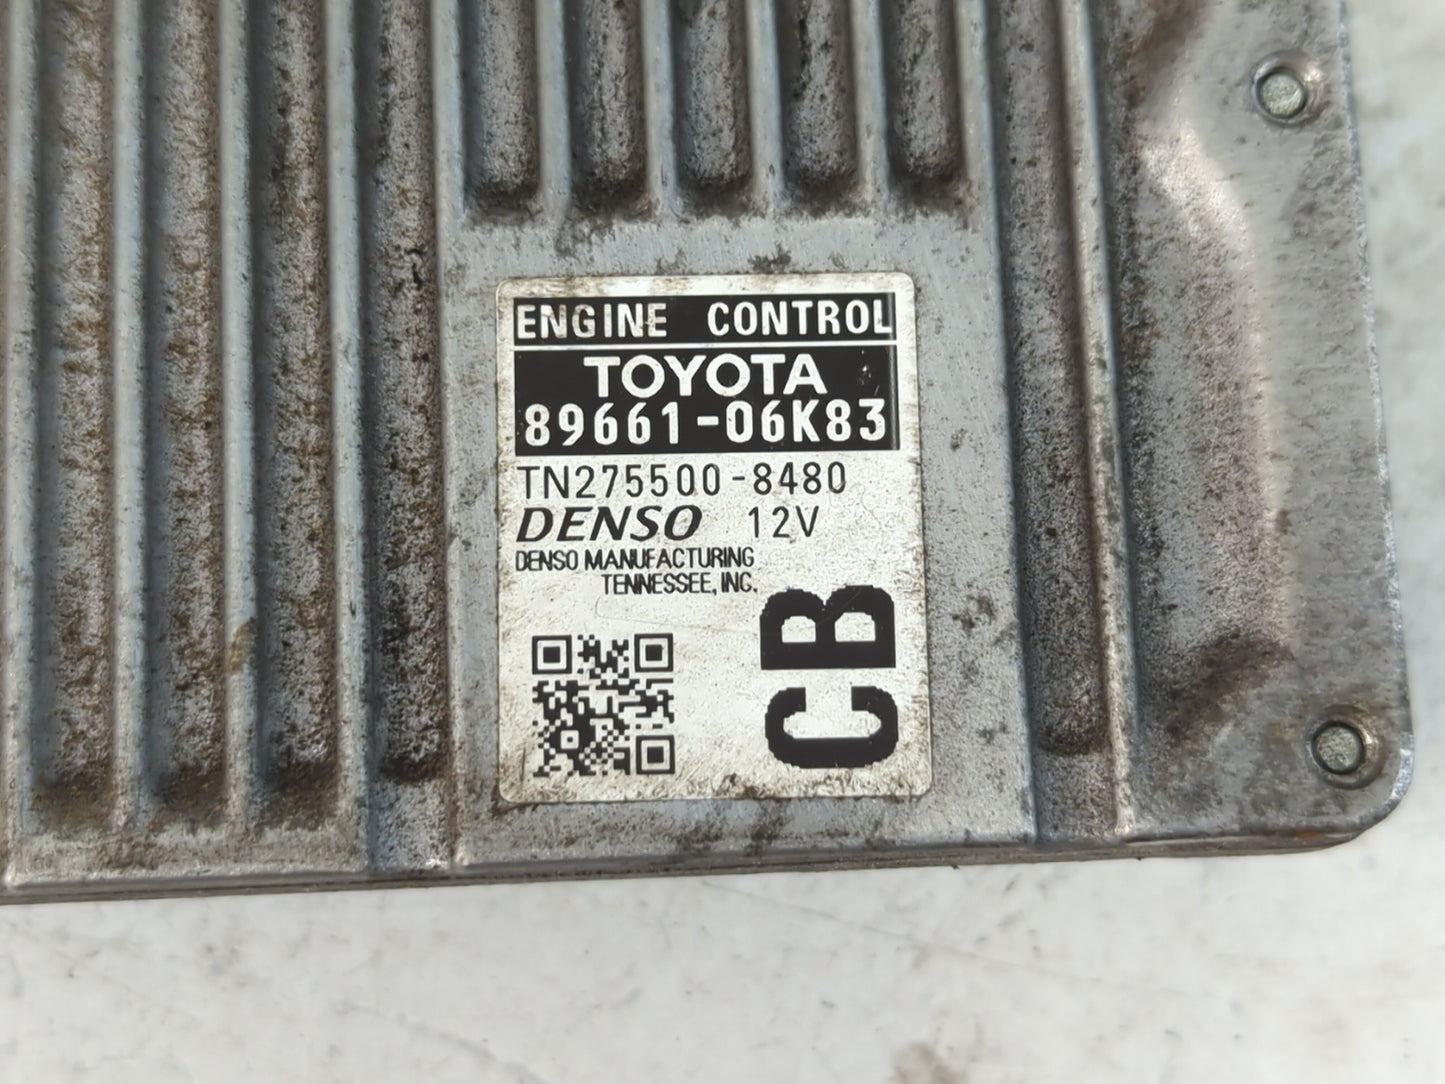 ENGINE CONTROL
TOYOTA
89661-06K83
TN275500-8480
DENSO 12V
DENSO MANUFACTURING
TENNESSEE, INC.
CB